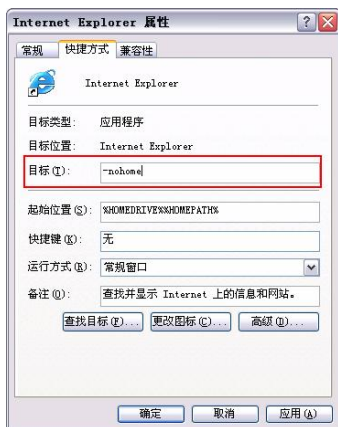 Internet Explorer 属性
常规 快捷方式 兼容性
Internet Explorer
目标类型: 应用程序
目标位置: Internet Explorer
目标(T): -nohome
起始位置(S): %HOMEDRIVE%%HOMEPATH%
快捷键(K): 无
运行方式(R): 常规窗口
备注(O): 查找并显示 Internet 上的信息和网站。
查找目标(F)... 更改图标(C)... 高级(D)...
确定 取消 应用(A)